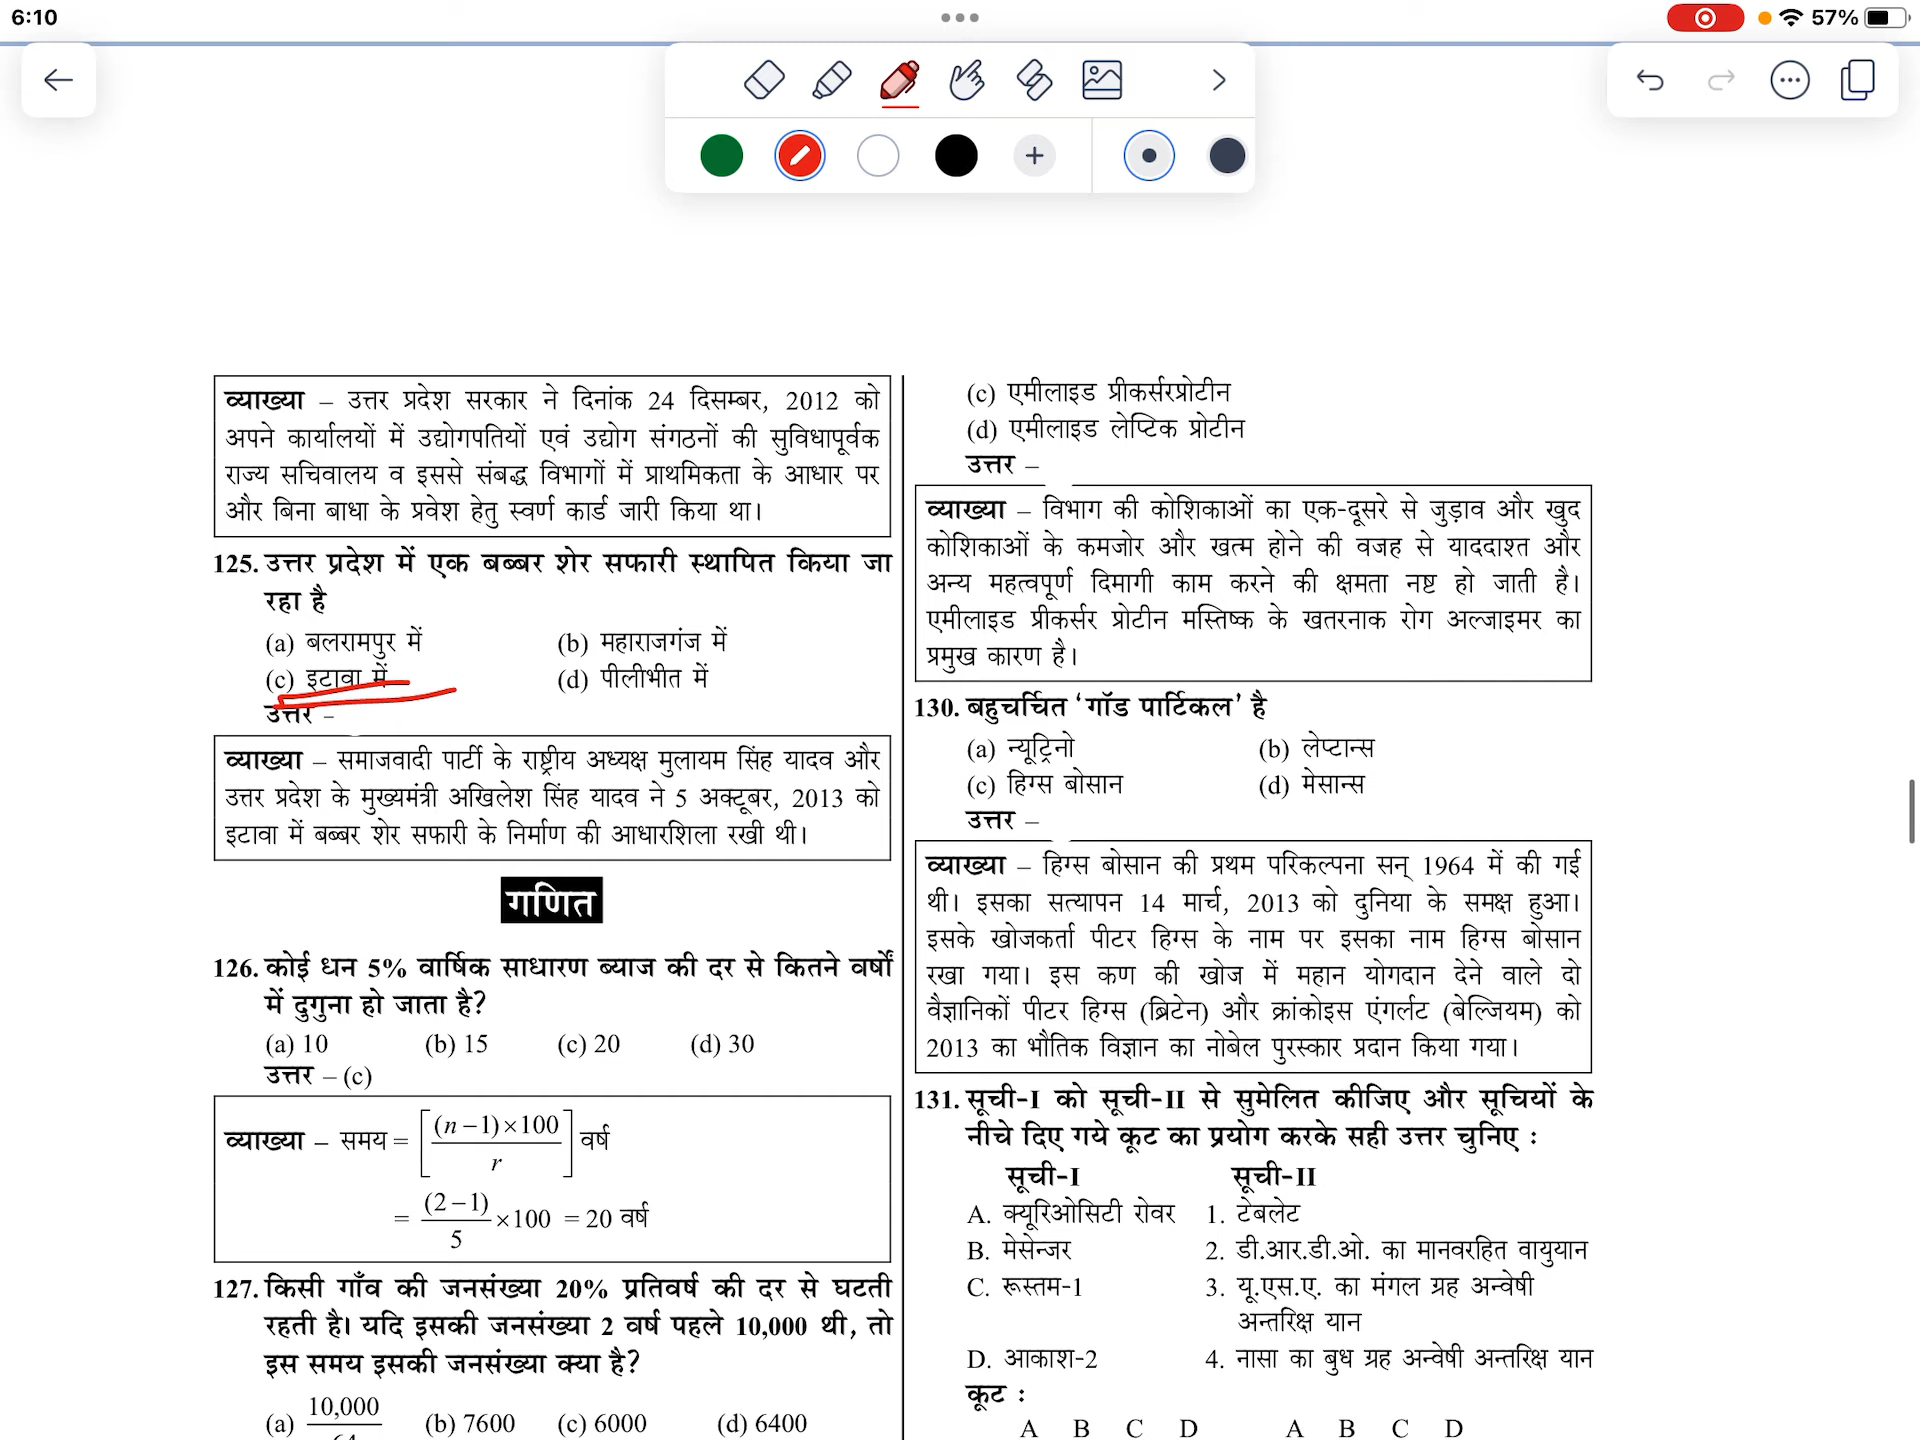 6:10
57%
व्याख्या – उत्तर प्रदेश सरकार ने दिनांक 24 दिसम्बर, 2012 को
अपने कार्यालयों में उद्योगपतियों एवं उद्योग संगठनों की सुविधापूर्वक
राज्य सचिवालय व इससे संबद्ध विभागों में प्राथमिकता के आधार पर
और बिना बाधा के प्रवेश हेतु स्वर्ण कार्ड जारी किया था।
125. उत्तर प्रदेश में एक बब्बर शेर सफारी स्थापित किया जा
रहा है
(a) बलरामपुर में (b) महाराजगंज में
(c) इटावा में (d) पीलीभीत में
उत्तर –
व्याख्या – समाजवादी पार्टी के राष्ट्रीय अध्यक्ष मुलायम सिंह यादव और
उत्तर प्रदेश के मुख्यमंत्री अखिलेश सिंह यादव ने 5 अक्टूबर, 2013 को
इटावा में बब्बर शेर सफारी के निर्माण की आधारशिला रखी थी।
गणित
126. कोई धन 5% वार्षिक साधारण ब्याज की दर से कितने वर्षों
में दुगुना हो जाता है?
(a) 10 (b) 15 (c) 20 (d) 30
उत्तर – (c)
व्याख्या – समय = [(n – 1)×100 / r] वर्ष
= (2 – 1) / 5 ×100 = 20 वर्ष
127. किसी गाँव की जनसंख्या 20% प्रतिवर्ष की दर से घटती
रहती है। यदि इसकी जनसंख्या 2 वर्ष पहले 10,000 थी, तो
इस समय इसकी जनसंख्या क्या है?
(a) 10,000 (b) 7600 (c) 6000 (d) 6400
(c) एमीलाइड प्रीकर्सरप्रोटीन
(d) एमीलाइड लेप्टिक प्रोटीन
उत्तर –
व्याख्या – विभाग की कोशिकाओं का एक-दूसरे से जुड़ाव और खुद
कोशिकाओं के कमजोर और खत्म होने की वजह से याददाश्त और
अन्य महत्वपूर्ण दिमागी काम करने की क्षमता नष्ट हो जाती है।
एमीलाइड प्रीकर्सर प्रोटीन मस्तिष्क के खतरनाक रोग अल्जाइमर का
प्रमुख कारण है।
130. बहुचर्चित ‘गॉड पार्टिकल’ है
(a) न्यूट्रिनो (b) लेप्टान्स
(c) हिग्स बोसान (d) मेसान्स
उत्तर –
व्याख्या – हिग्स बोसान की प्रथम परिकल्पना सन् 1964 में की गई
थी। इसका सत्यापन 14 मार्च, 2013 को दुनिया के समक्ष हुआ।
इसके खोजकर्ता पीटर हिग्स के नाम पर इसका नाम हिग्स बोसान
रखा गया। इस कण की खोज में महान योगदान देने वाले दो
वैज्ञानिकों पीटर हिग्स (ब्रिटेन) और क्रांकोइस एंगर्लट (बेल्जियम) को
2013 का भौतिक विज्ञान का नोबेल पुरस्कार प्रदान किया गया।
131. सूची-I को सूची-II से सुमेलित कीजिए और सूचियों के
नीचे दिए गये कूट का प्रयोग करके सही उत्तर चुनिए :
सूची-I सूची-II
A. क्यूरिओसिटी रोवर 1. टेबलेट
B. मेसेन्जर 2. डी.आर.डी.ओ. का मानवरहित वायुयान
C. रूस्तम-1 3. यू.एस.ए. का मंगल ग्रह अन्वेषी
अन्तरिक्ष यान
D. आकाश-2 4. नासा का बुध ग्रह अन्वेषी अन्तरिक्ष यान
कूट :
A B C D A B C D